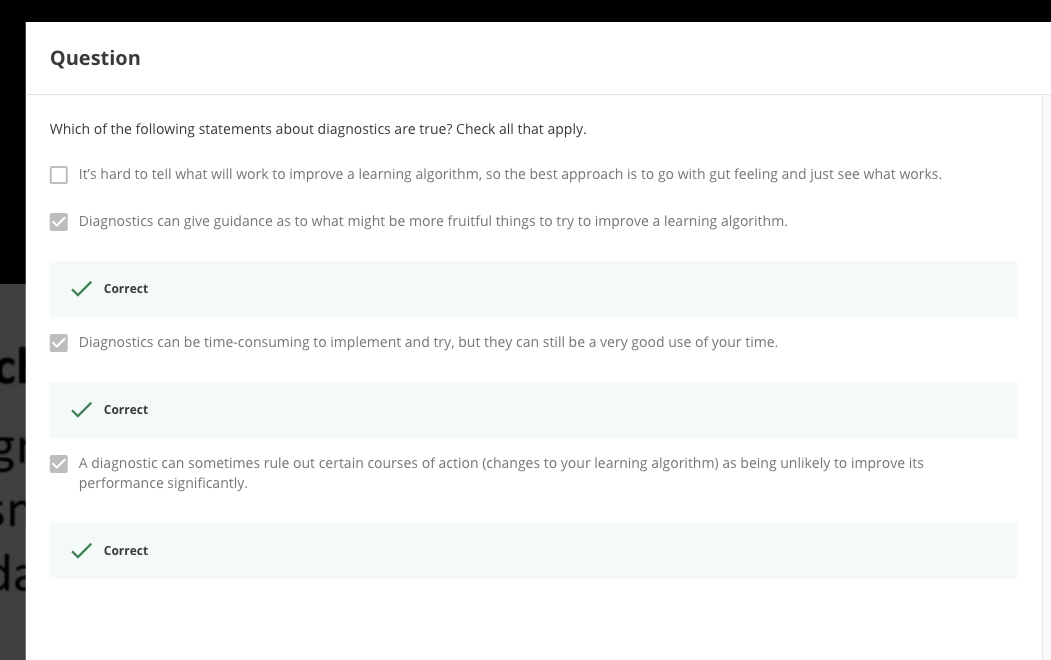 Question
Which of the following statements about diagnostics are true? Check all that apply.
It's hard to tell what will work to improve a learning algorithm, so the best approach is to go with gut feeling and just see what works.
Diagnostics can give guidance as to what might be more fruitful things to try to improve a learning algorithm.
Correct
Diagnostics can be time-consuming to implement and try, but they can still be a very good use of your time.
Correct
A diagnostic can sometimes rule out certain courses of action (changes to your learning algorithm) as being unlikely to improve its
performance significantly.
Correct